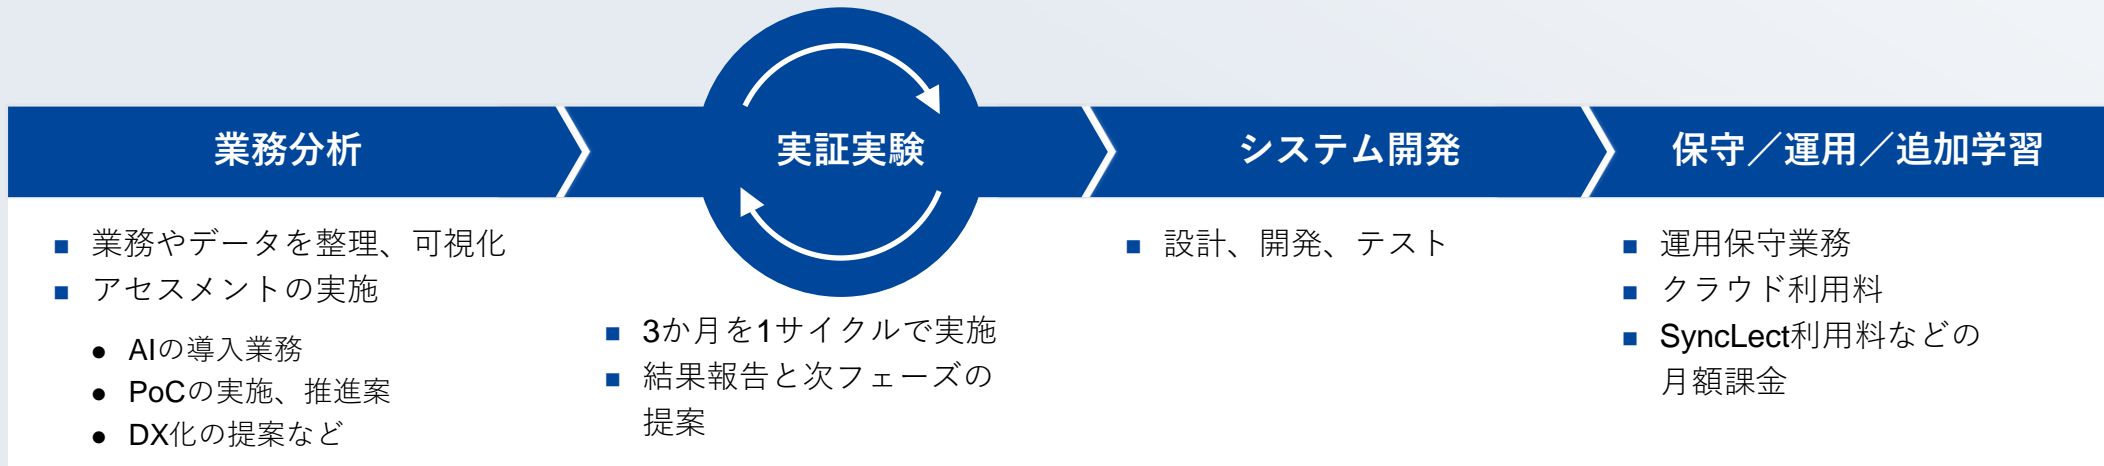 業務分析
実証実験
システム開発
保守／運用／追加学習
■ 業務やデータを整理、可視化
■ アセスメントの実施
● AIの導入業務
● PoCの実施、推進案
● DX化の提案など
■ 3か月を1サイクルで実施
■ 結果報告と次フェーズの
提案
■ 設計、開発、テスト
■ 運用保守業務
■ クラウド利用料
■ SyncLect利用料などの
月額課金